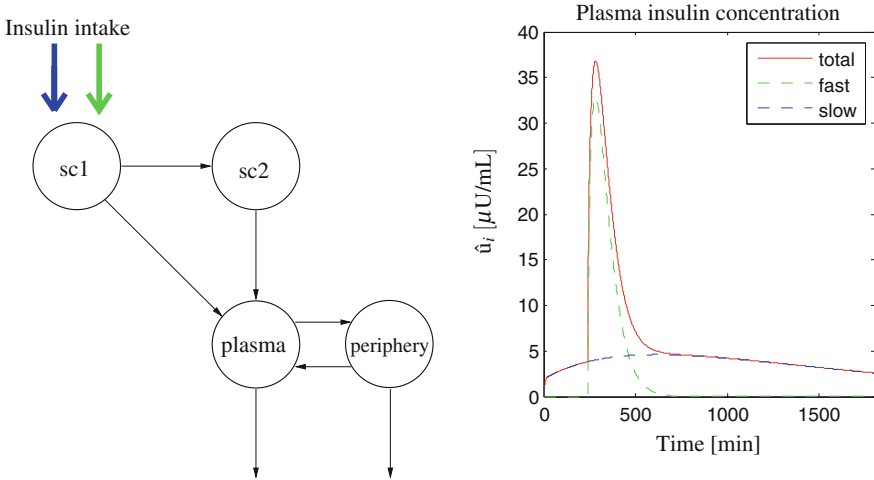 Insulin intake
sc1
sc2
plasma
periphery
Plasma insulin concentration
total
fast
slow
û_i [µU/mL]
40
35
30
25
20
15
10
5
0
0
500
1000
1500
Time [min]